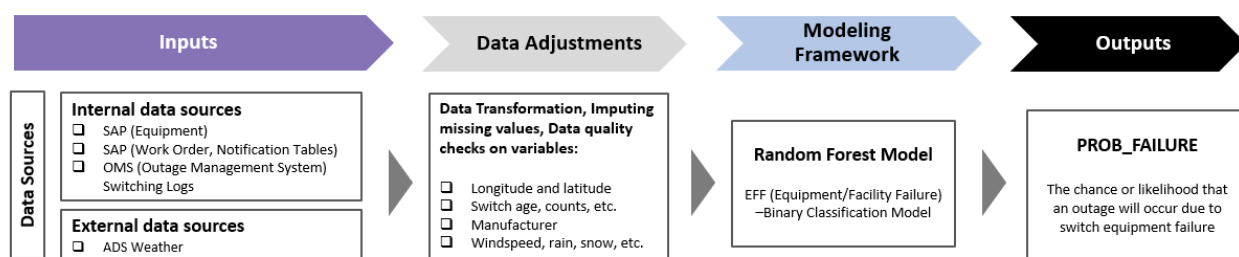 Inputs
Data Adjustments
Modeling
Framework
Outputs
Data Sources
Internal data sources
❑ SAP (Equipment)
❑ SAP (Work Order, Notification Tables)
❑ OMS (Outage Management System)
Switching Logs
External data sources
❑ ADS Weather
Data Transformation, Imputing
missing values, Data quality
checks on variables:
❑ Longitude and latitude
❑ Switch age, counts, etc.
❑ Manufacturer
❑ Windspeed, rain, snow, etc.
Random Forest Model
EFF (Equipment/Facility Failure)
–Binary Classification Model
PROB_FAILURE
The chance or likelihood that
an outage will occur due to
switch equipment failure